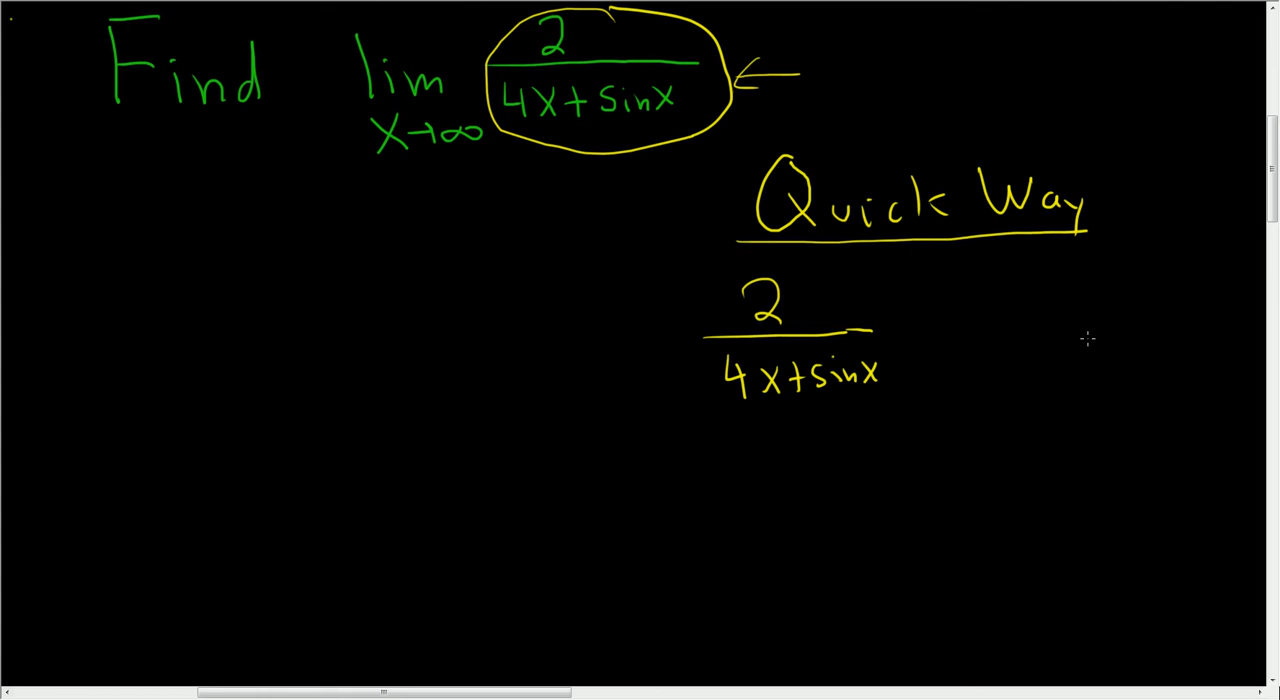 Find lim x→∞ 2/(4x+sinx) ←
Quick Way
2
4x+sinx